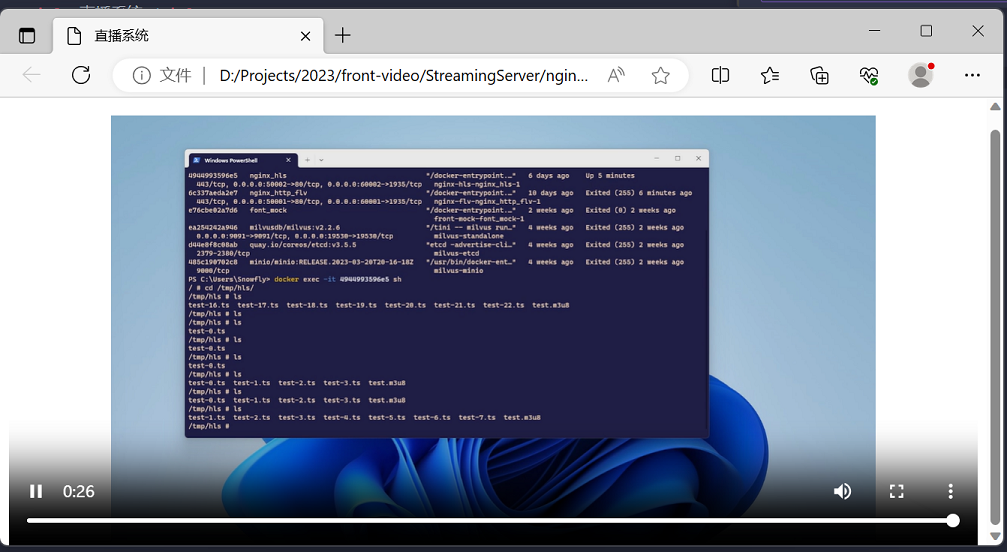 直播系统
文件 | D:/Projects/2023/front-video/StreamingServer/ngin...
Windows PowerShell
4944993596e5 nginx_hls "/docker-entrypoint.…" 6 days ago Up 5 minutes
443/tcp, 0.0.0.0:50002->80/tcp, 0.0.0.0:60002->1935/tcp nginx-hls-nginx_hls-1
6c337aeda2e7 nginx_http_flv "/docker-entrypoint.…" 10 days ago Exited (255) 6 minutes ago
443/tcp, 0.0.0.0:50001->80/tcp, 0.0.0.0:60001->1935/tcp nginx-flv-nginx_http_flv-1
e76cbe02a7d6 font_mock "/docker-entrypoint.…" 2 weeks ago Exited (0) 2 weeks ago
front-mock-font_mock-1
ea254242a946 milvusdb/milvus:v2.2.6 "/tini -- milvus run…" 4 weeks ago Exited (255) 2 weeks ago
0.0.0.0:9091->9091/tcp, 0.0.0.0:19530->19530/tcp milvus-standalone
d44e8f8c08ab quay.io/coreos/etcd:v3.5.5 "etcd -advertise-cli…" 4 weeks ago Exited (255) 2 weeks ago
2379-2380/tcp milvus-etcd
485c190702c8 minio/minio:RELEASE.2023-03-20T20-16-18Z "/usr/bin/docker-ent…" 4 weeks ago Exited (255) 2 weeks ago
9000/tcp milvus-minio
PS C:\Users\Snowfly> docker exec -it 4944993596e5 sh
/ # cd /tmp/hls/
/tmp/hls # ls
test-16.ts test-17.ts test-18.ts test-19.ts test-20.ts test-21.ts test-22.ts test.m3u8
/tmp/hls # ls
/tmp/hls # ls
test-0.ts
/tmp/hls # ls
test-0.ts
/tmp/hls # ls
test-0.ts
/tmp/hls # ls
test-0.ts test-1.ts test-2.ts test-3.ts test.m3u8
/tmp/hls # ls
test-0.ts test-1.ts test-2.ts test-3.ts test.m3u8
/tmp/hls # ls
test-1.ts test-2.ts test-3.ts test-4.ts test-5.ts test-6.ts test-7.ts test.m3u8
/tmp/hls #
0:26